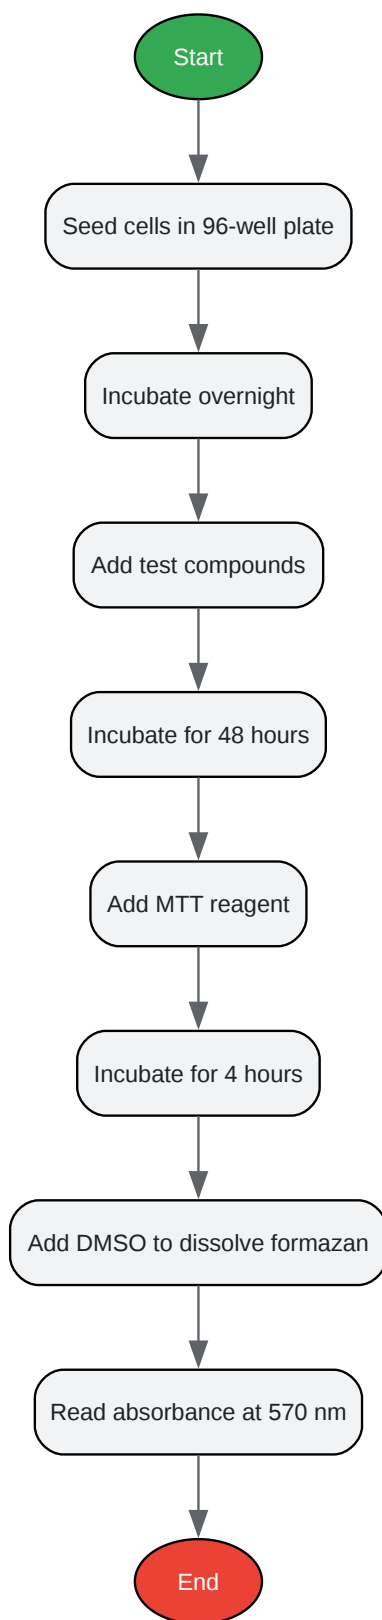 Start
Seed cells in 96-well plate
Incubate overnight
Add test compounds
Incubate for 48 hours
Add MTT reagent
Incubate for 4 hours
Add DMSO to dissolve formazan
Read absorbance at 570 nm
End